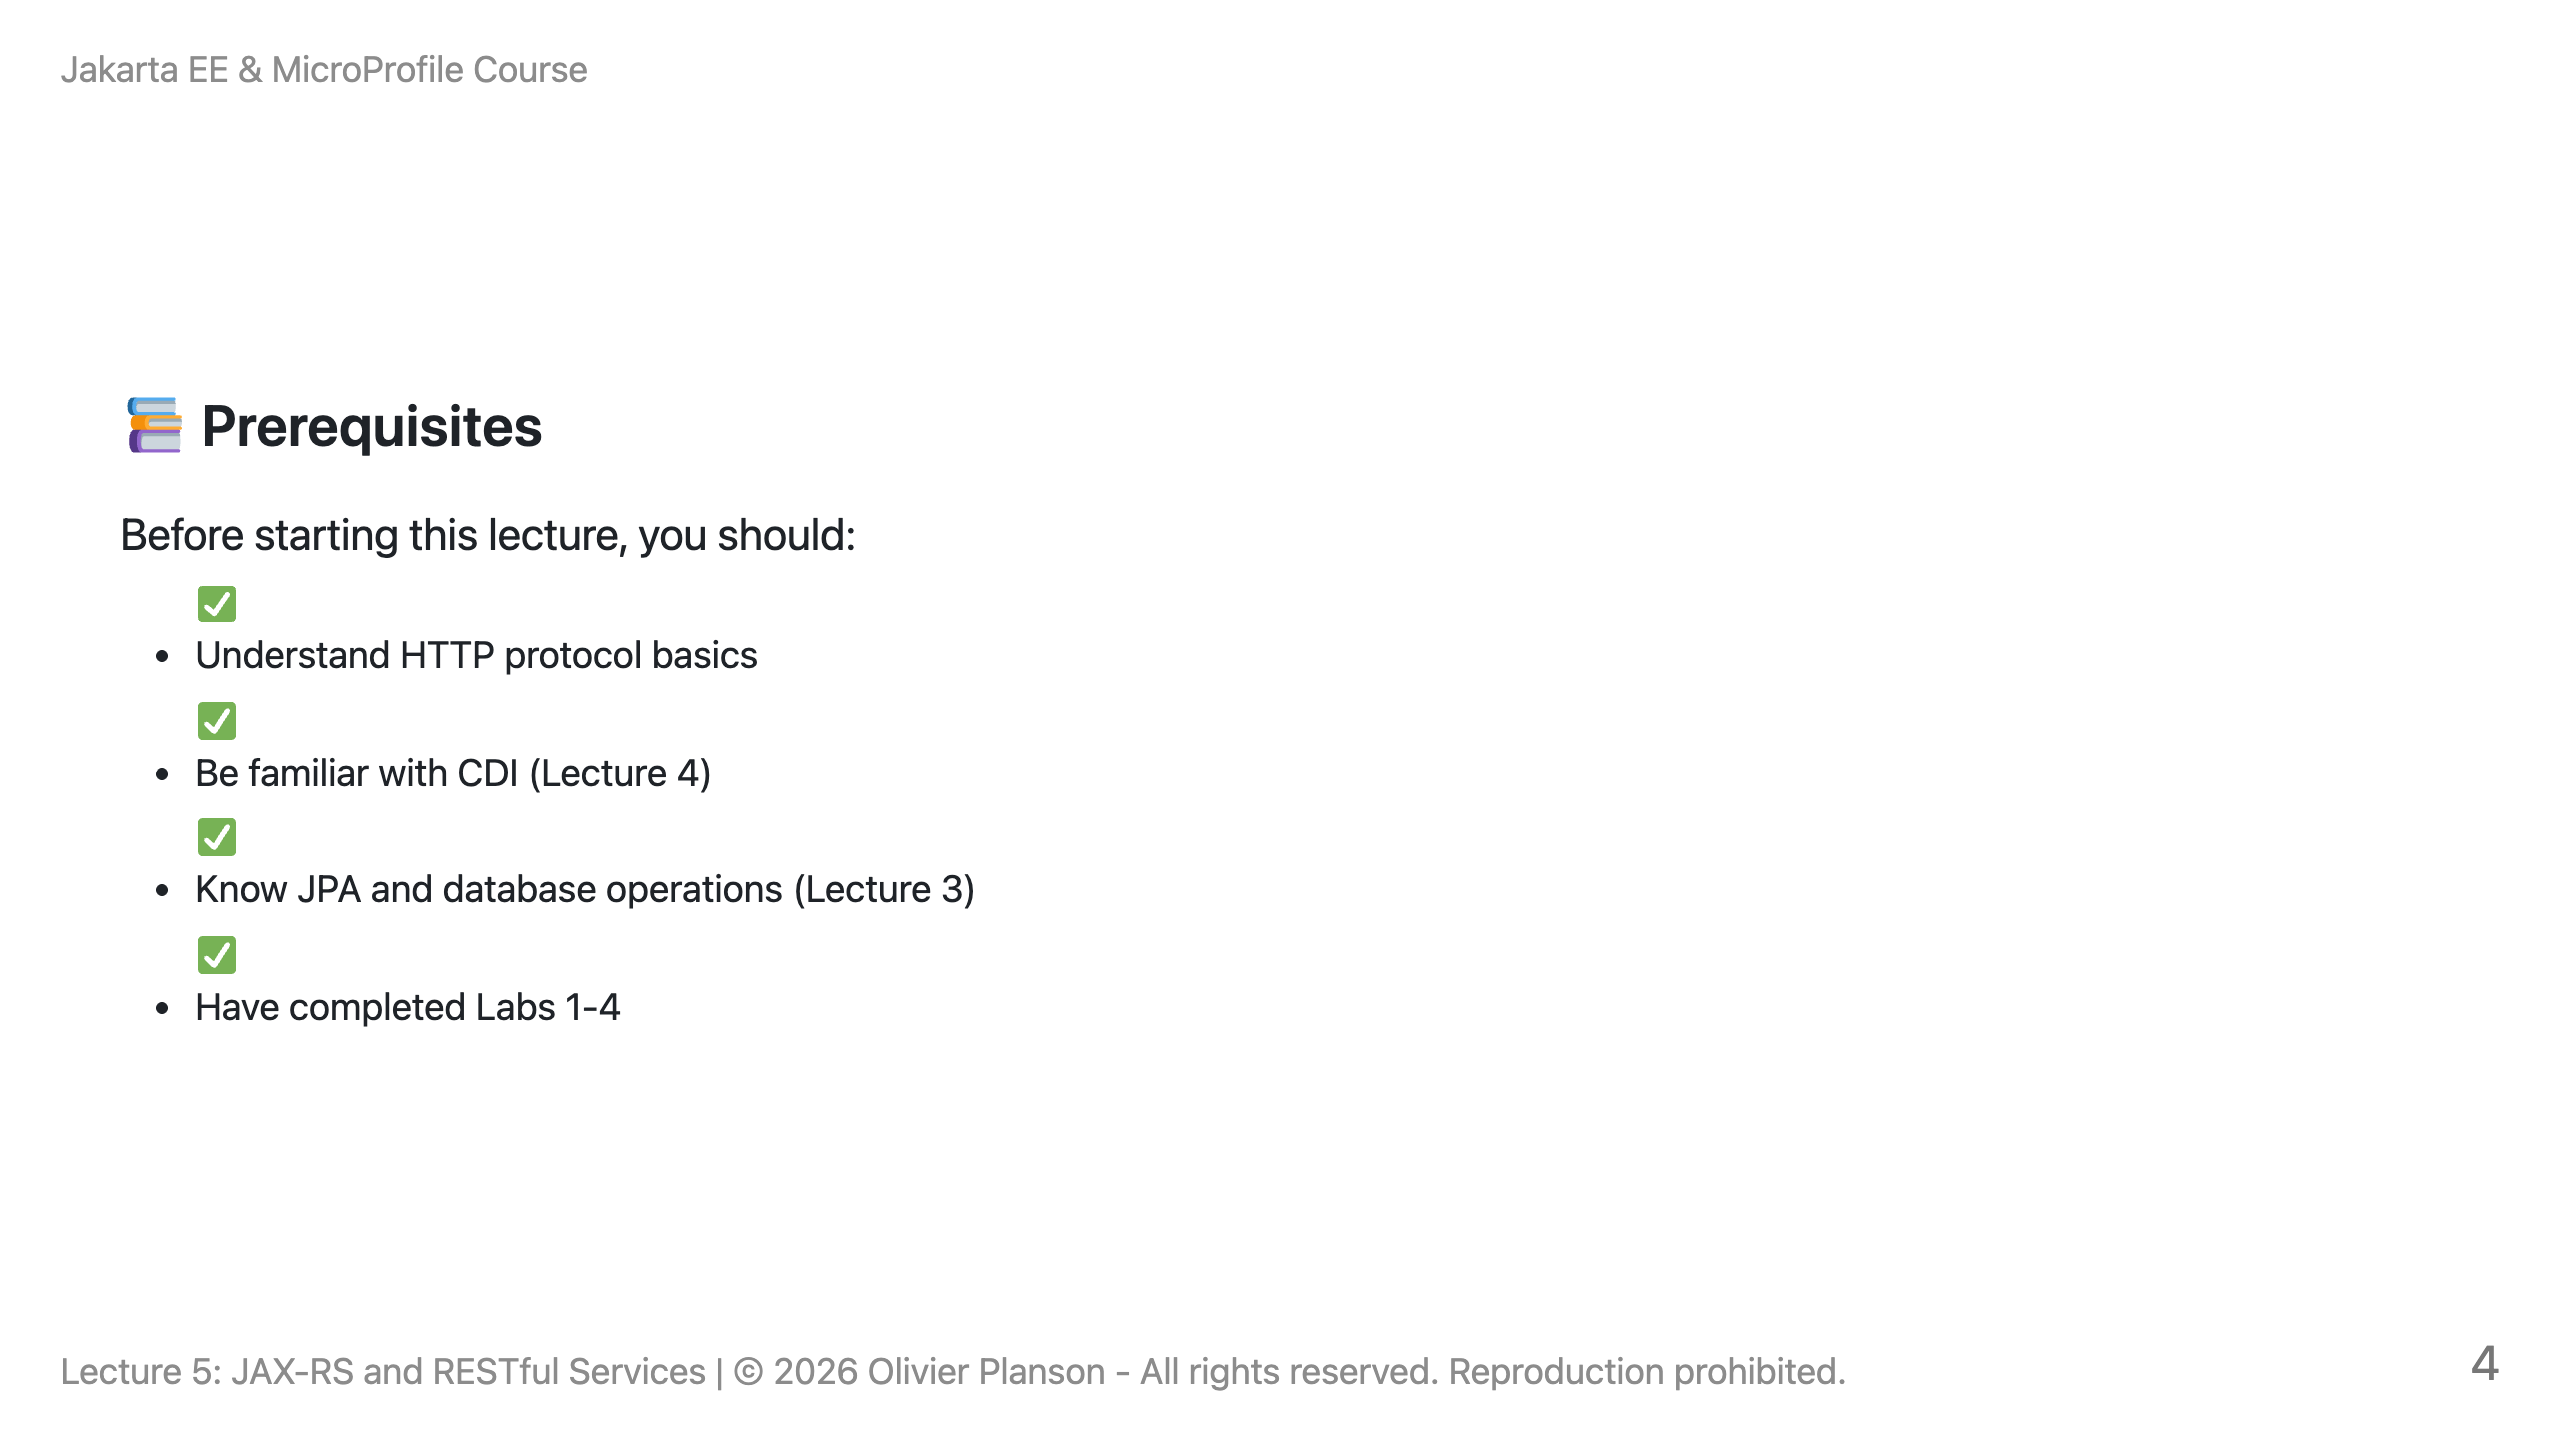 Jakarta EE & MicroProfile Course
📚 Prerequisites
Before starting this lecture, you should:
✅
• Understand HTTP protocol basics
✅
• Be familiar with CDI (Lecture 4)
✅
• Know JPA and database operations (Lecture 3)
✅
• Have completed Labs 1-4
Lecture 5: JAX-RS and RESTful Services | © 2026 Olivier Planson - All rights reserved. Reproduction prohibited.
4